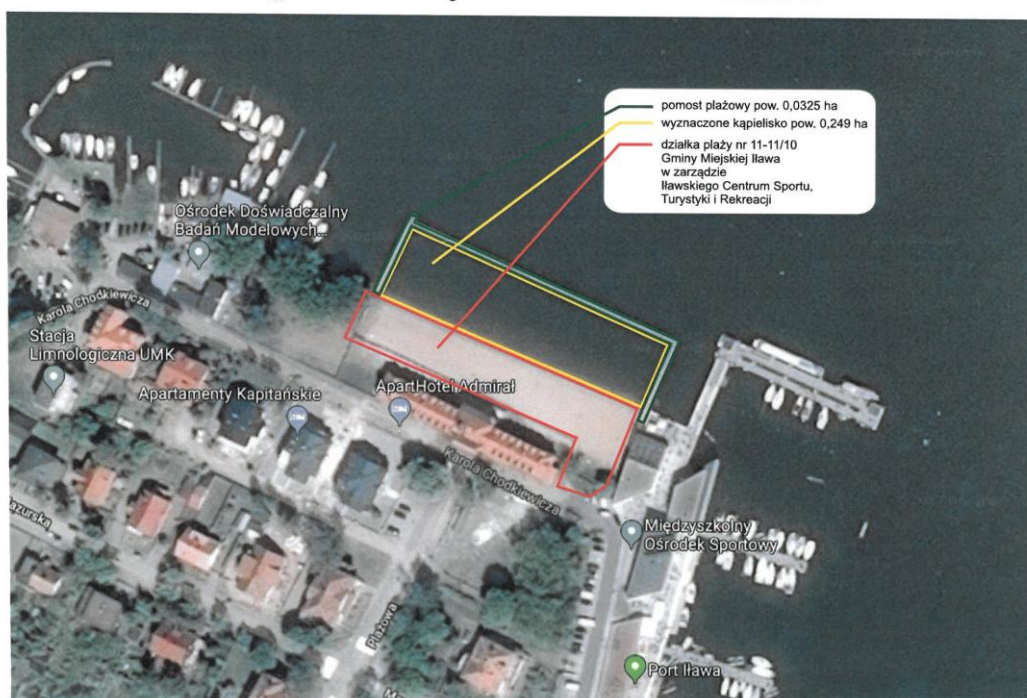 pomost plażowy pow. 0,0325 ha
wyznaczone kąpielisko pow. 0,249 ha
działka plaży nr 11-11/10
Gminy Miejskiej Iława
w zarządzie
Iławskiego Centrum Sportu,
Turystyki i Rekreacji
Ośrodek Doświadczalny
Badań Modelowych...
Karola Chodkiewicza
Stacja
Limnologiczna UMK
Apartamenty Kapitańskie
ApartHotel Admirał
Karola Chodkiewicza
Międzyszkolny
Ośrodek Sportowy
Plażowa
Port Iława